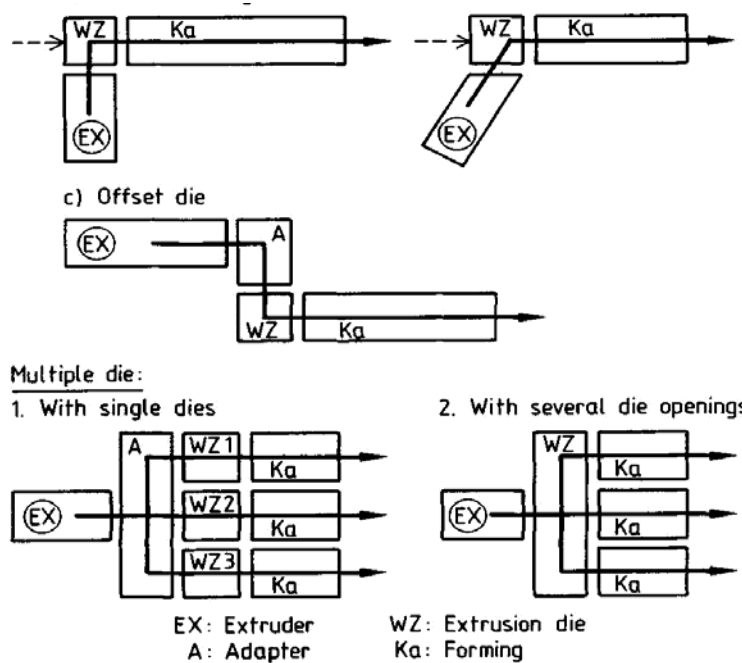 WZ Ka WZ Ka
EX EX
c) Offset die
EX A
WZ Ka
Multiple die:
1. With single dies 2. With several die openings
A WZ1 WZ
Ka Ka
EX WZ2 EX
Ka Ka
WZ3
Ka Ka
EX: Extruder WZ: Extrusion die
A: Adapter Ka: Forming